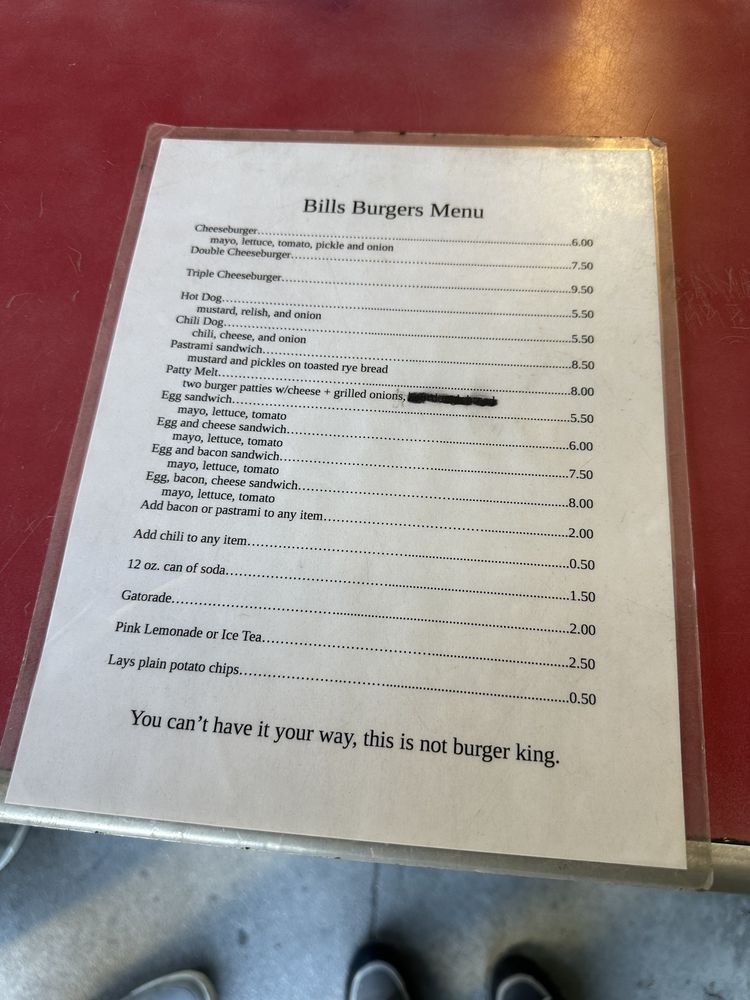 Bills Burgers Menu
Cheeseburger........................................................................6.00
mayo, lettuce, tomato, pickle and onion
Double Cheeseburger........................................................................7.50
Triple Cheeseburger........................................................................9.50
Hot Dog........................................................................5.50
mustard, relish, and onion
Chili Dog........................................................................5.50
chili, cheese, and onion
Pastrami sandwich........................................................................8.50
mustard and pickles on toasted rye bread
Patty Melt........................................................................8.00
two burger patties w/cheese + grilled onions,
Egg sandwich........................................................................5.50
mayo, lettuce, tomato
Egg and cheese sandwich........................................................................6.00
mayo, lettuce, tomato
Egg and bacon sandwich........................................................................7.50
mayo, lettuce, tomato
Egg, bacon, cheese sandwich........................................................................8.00
mayo, lettuce, tomato
Add bacon or pastrami to any item........................................................................2.00
Add chili to any item........................................................................0.50
12 oz. can of soda........................................................................1.50
Gatorade........................................................................2.00
Pink Lemonade or Ice Tea........................................................................2.50
Lays plain potato chips........................................................................0.50
You can't have it your way, this is not burger king.